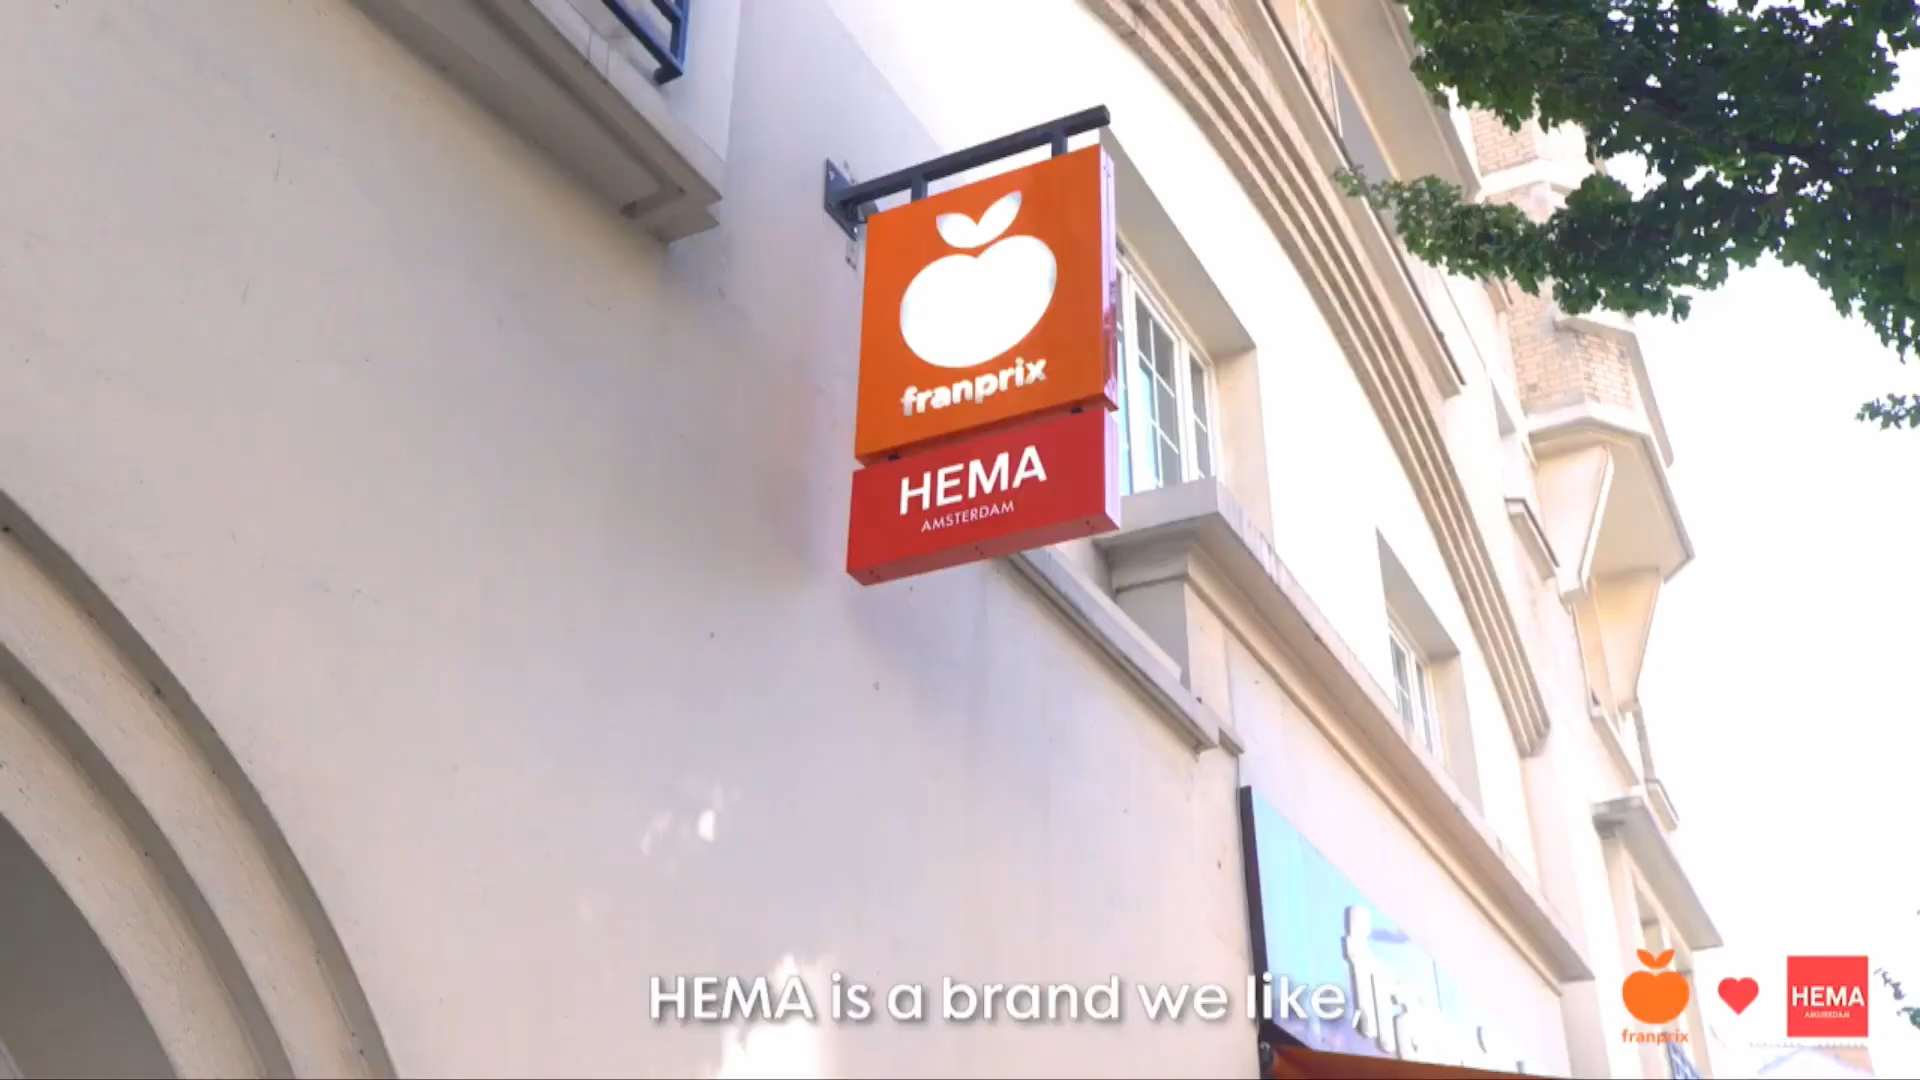 franprix
HEMA
AMSTERDAM
HEMA is a brand we like,
franprix
HEMA
AMSTERDAM